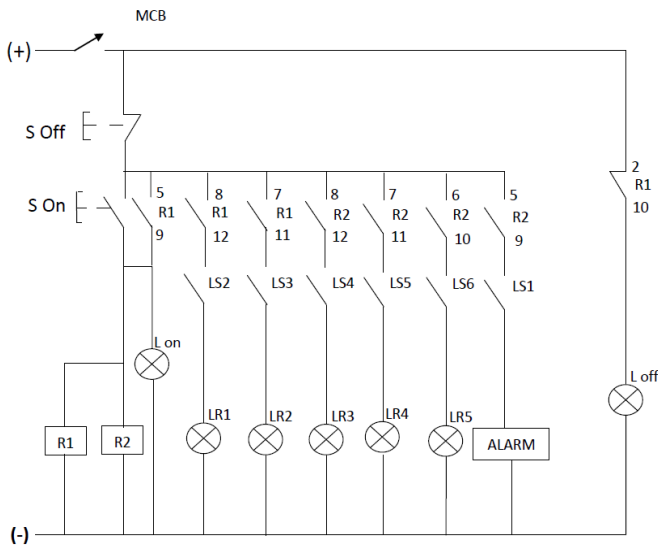 MCB
(+)
S Off
S On
5
R1
9
8
R1
12
7
R1
11
8
R2
12
7
R2
11
6
R2
10
5
R2
9
2
R1
10
LS2
LS3
LS4
LS5
LS6
LS1
L on
L off
R1
R2
LR1
LR2
LR3
LR4
LR5
ALARM
(-)